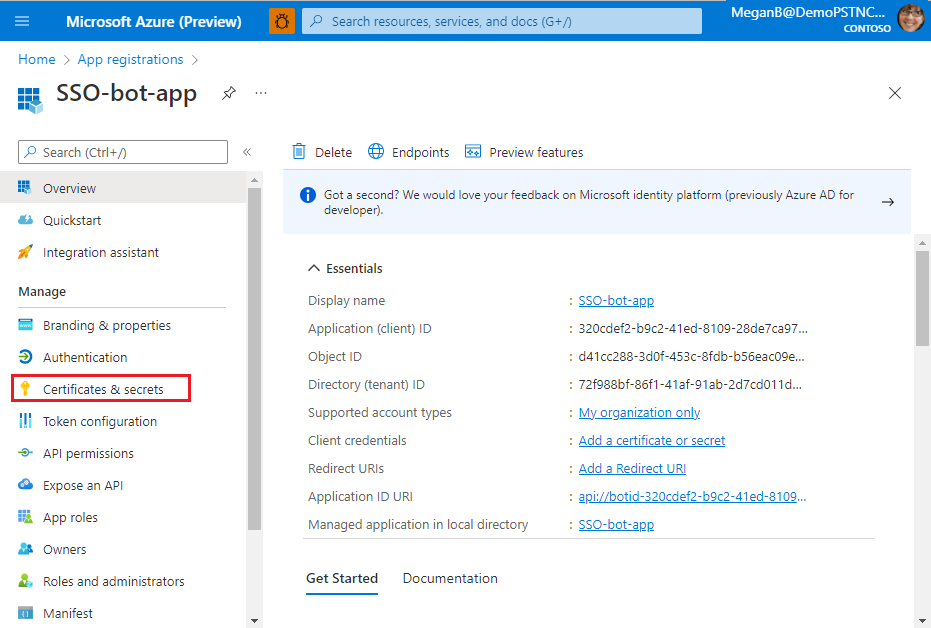 Microsoft Azure (Preview)
Search resources, services, and docs (G+/)
MeganB@DemoPSTNC...
CONTOSO
Home > App registrations >
SSO-bot-app
...
Search (Ctrl+/)
«
Overview
Quickstart
Integration assistant
Manage
Branding & properties
Authentication
Certificates & secrets
Token configuration
API permissions
Expose an API
App roles
Owners
Roles and administrators
Manifest
Delete Endpoints Preview features
Got a second? We would love your feedback on Microsoft identity platform (previously Azure AD for
developer).
Essentials
Display name : SSO-bot-app
Application (client) ID : 320cdef2-b9c2-41ed-8109-28de7ca97...
Object ID : d41cc288-3d0f-453c-8fdb-b56eac09e...
Directory (tenant) ID : 72f988bf-86f1-41af-91ab-2d7cd011d...
Supported account types : My organization only
Client credentials : Add a certificate or secret
Redirect URIs : Add a Redirect URI
Application ID URI : api://botid-320cdef2-b9c2-41ed-8109...
Managed application in local directory : SSO-bot-app
Get Started Documentation